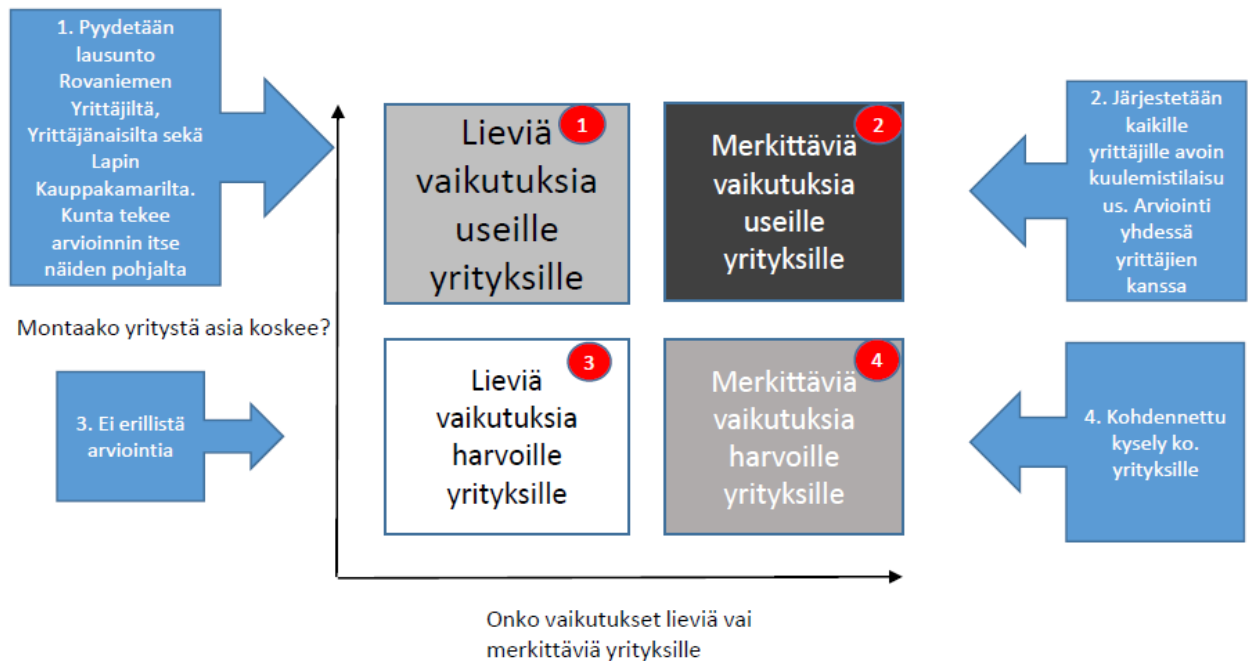 1. Pyydetään
lausunto
Rovaniemen
Yrittäjiltä,
Yrittäjänaisilta sekä
Lapin
Kauppakamarilta.
Kunta tekee
arvioinnin itse
näiden pohjalta
Lieviä
vaikutuksia
useille
yrityksille
1
Merkittäviä
vaikutuksia
useille
yrityksille
2
2. Järjestetään
kaikille
yrittäjille avoin
kuulemistilaisu
us. Arviointi
yhdessä
yrittäjien
kanssa
Montaako yritystä asia koskee?
3. Ei erillistä
arviointia
Lieviä
vaikutuksia
harvoille
yrityksille
3
Merkittäviä
vaikutuksia
harvoille
yrityksille
4
4. Kohdennettu
kysely ko.
yrityksille
Onko vaikutukset lieviä vai
merkittäviä yrityksille